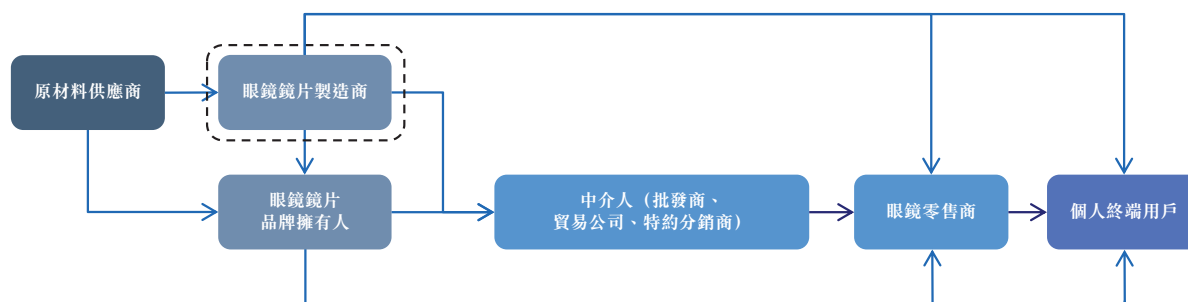 原材料供應商
眼鏡鏡片製造商
眼鏡鏡片
品牌擁有人
中介人（批發商、
貿易公司、特約分銷商）
眼鏡零售商
個人終端用戶